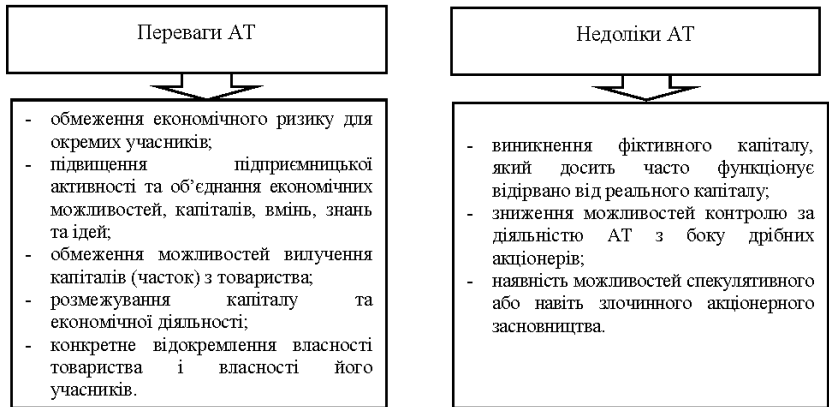 Переваги АТ
- обмеження економічного ризику для
окремих учасників;
- підвищення підприємницької
активності та об’єднання економічних
можливостей, капіталів, вмінь, знань
та ідей;
- обмеження можливостей вилучення
капіталів (часток) з товариства;
- розмежування капіталу та
економічної діяльності;
- конкретне відокремлення власності
товариства і власності його
учасників.
Недоліки АТ
- виникнення фіктивного капіталу,
який досить часто функціонує
відірвано від реального капіталу;
- зниження можливостей контролю за
діяльністю АТ з боку дрібних
акціонерів;
- наявність можливостей спекулятивного
або навіть злочинного акціонерного
засновництва.